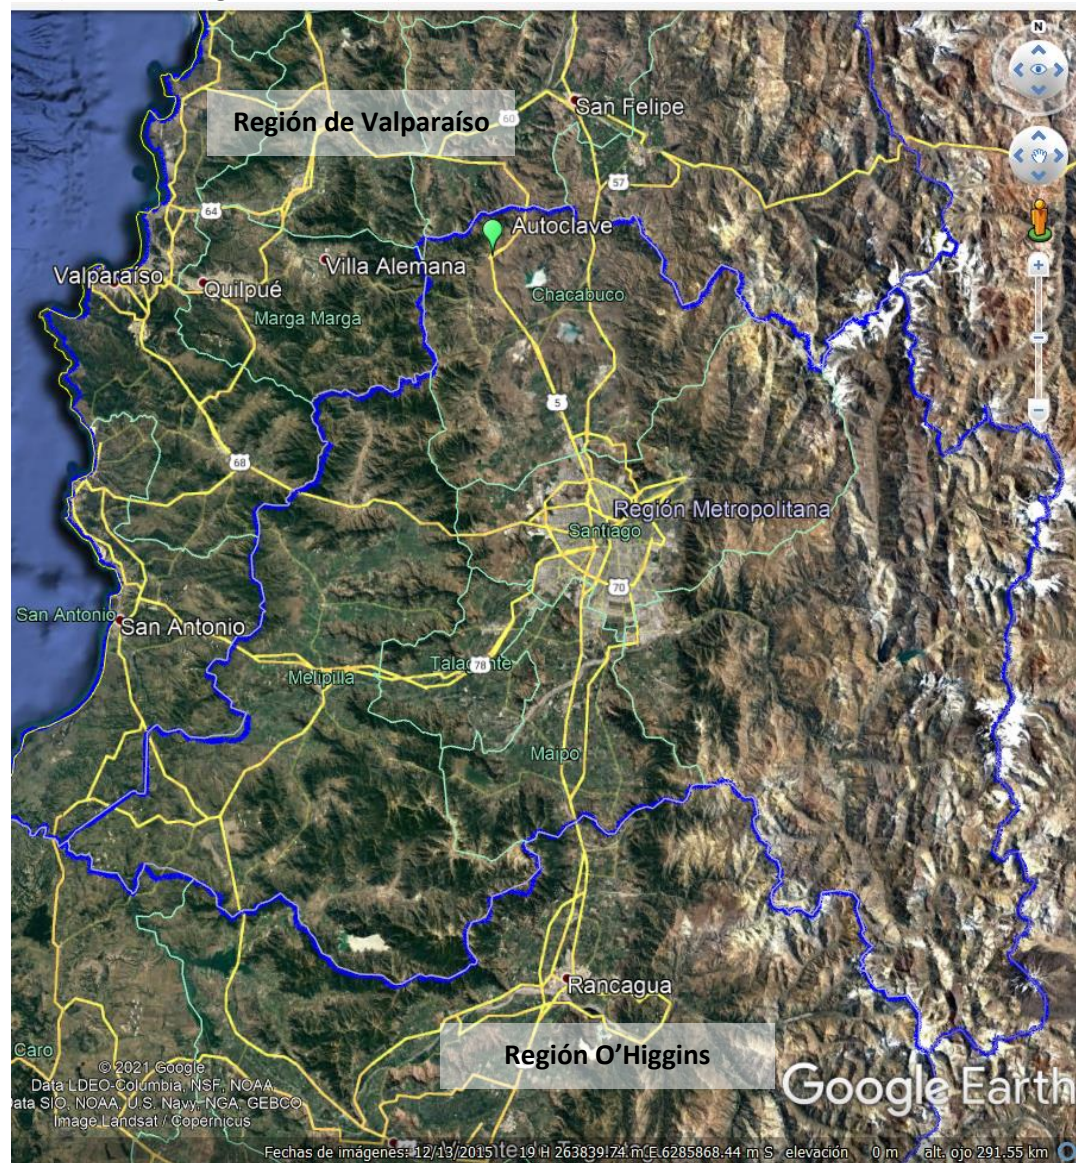 N
Región de Valparaíso
San Felipe
60
57
64
Autoclave
Valparaíso
Villa Alemana
Quilpué
Chacabuco
Marga Marga
5
68
Región Metropolitana
Santiago
70
San Antonio
San Antonio
Talagante
78
Melipilla
Maipo
Rancagua
Región O’Higgins
Caro
© 2021 Google
Data LDEO-Columbia, NSF, NOAA
Data SIO, NOAA, U.S. Navy, NGA, GEBCO
Image Landsat / Copernicus
Google Earth
Fechas de imágenes: 12/13/2015 19 H 263839.74 m E 6285868.44 m S elevación 0 m alt. ojo 291.55 km